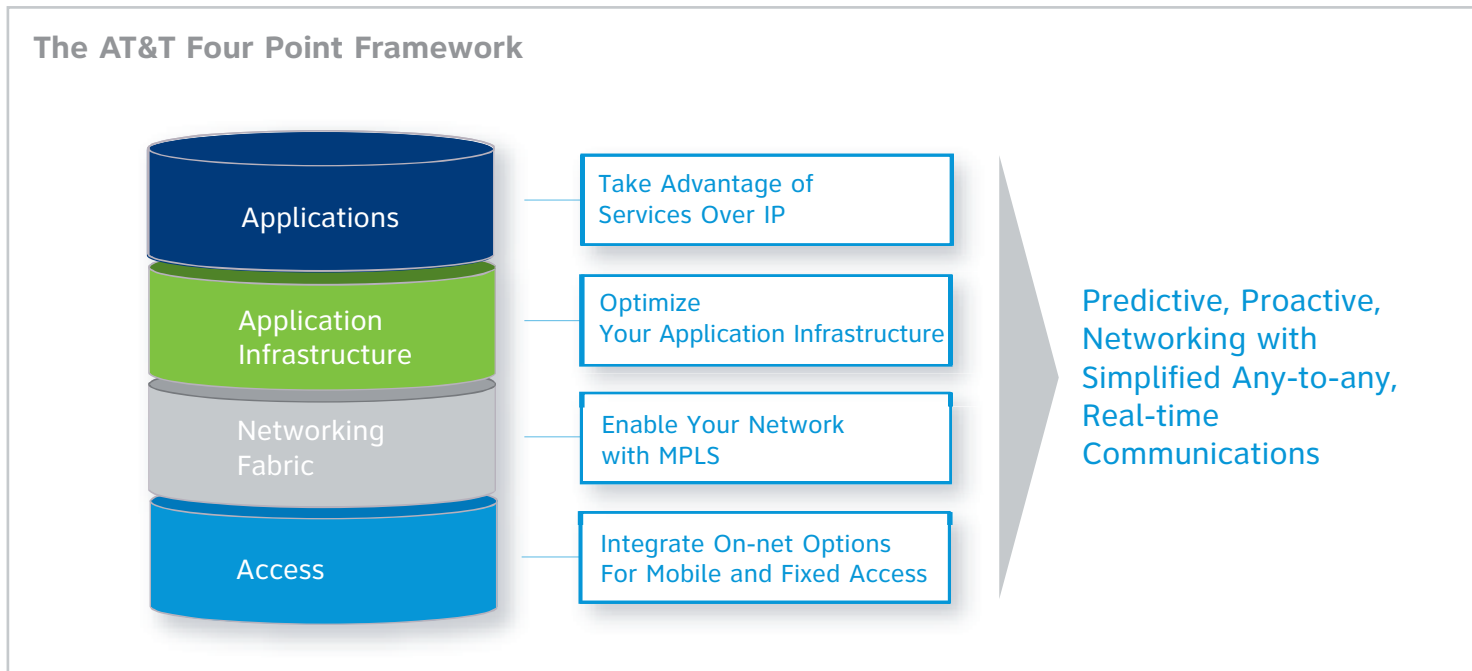 The AT&T Four Point Framework
Applications
Take Advantage of
Services Over IP
Application
Infrastructure
Optimize
Your Application Infrastructure
Networking
Fabric
Enable Your Network
with MPLS
Access
Integrate On-net Options
For Mobile and Fixed Access
Predictive, Proactive,
Networking with
Simplified Any-to-any,
Real-time
Communications